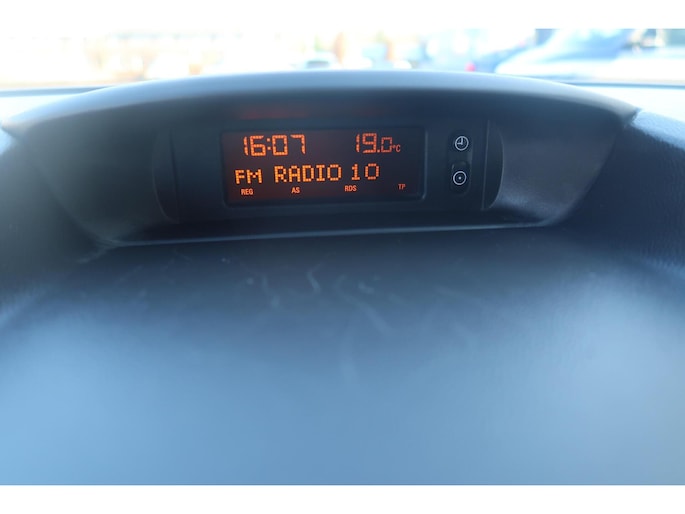 16:07 19.0°C
FM RADIO 10
REG AS RDS TP